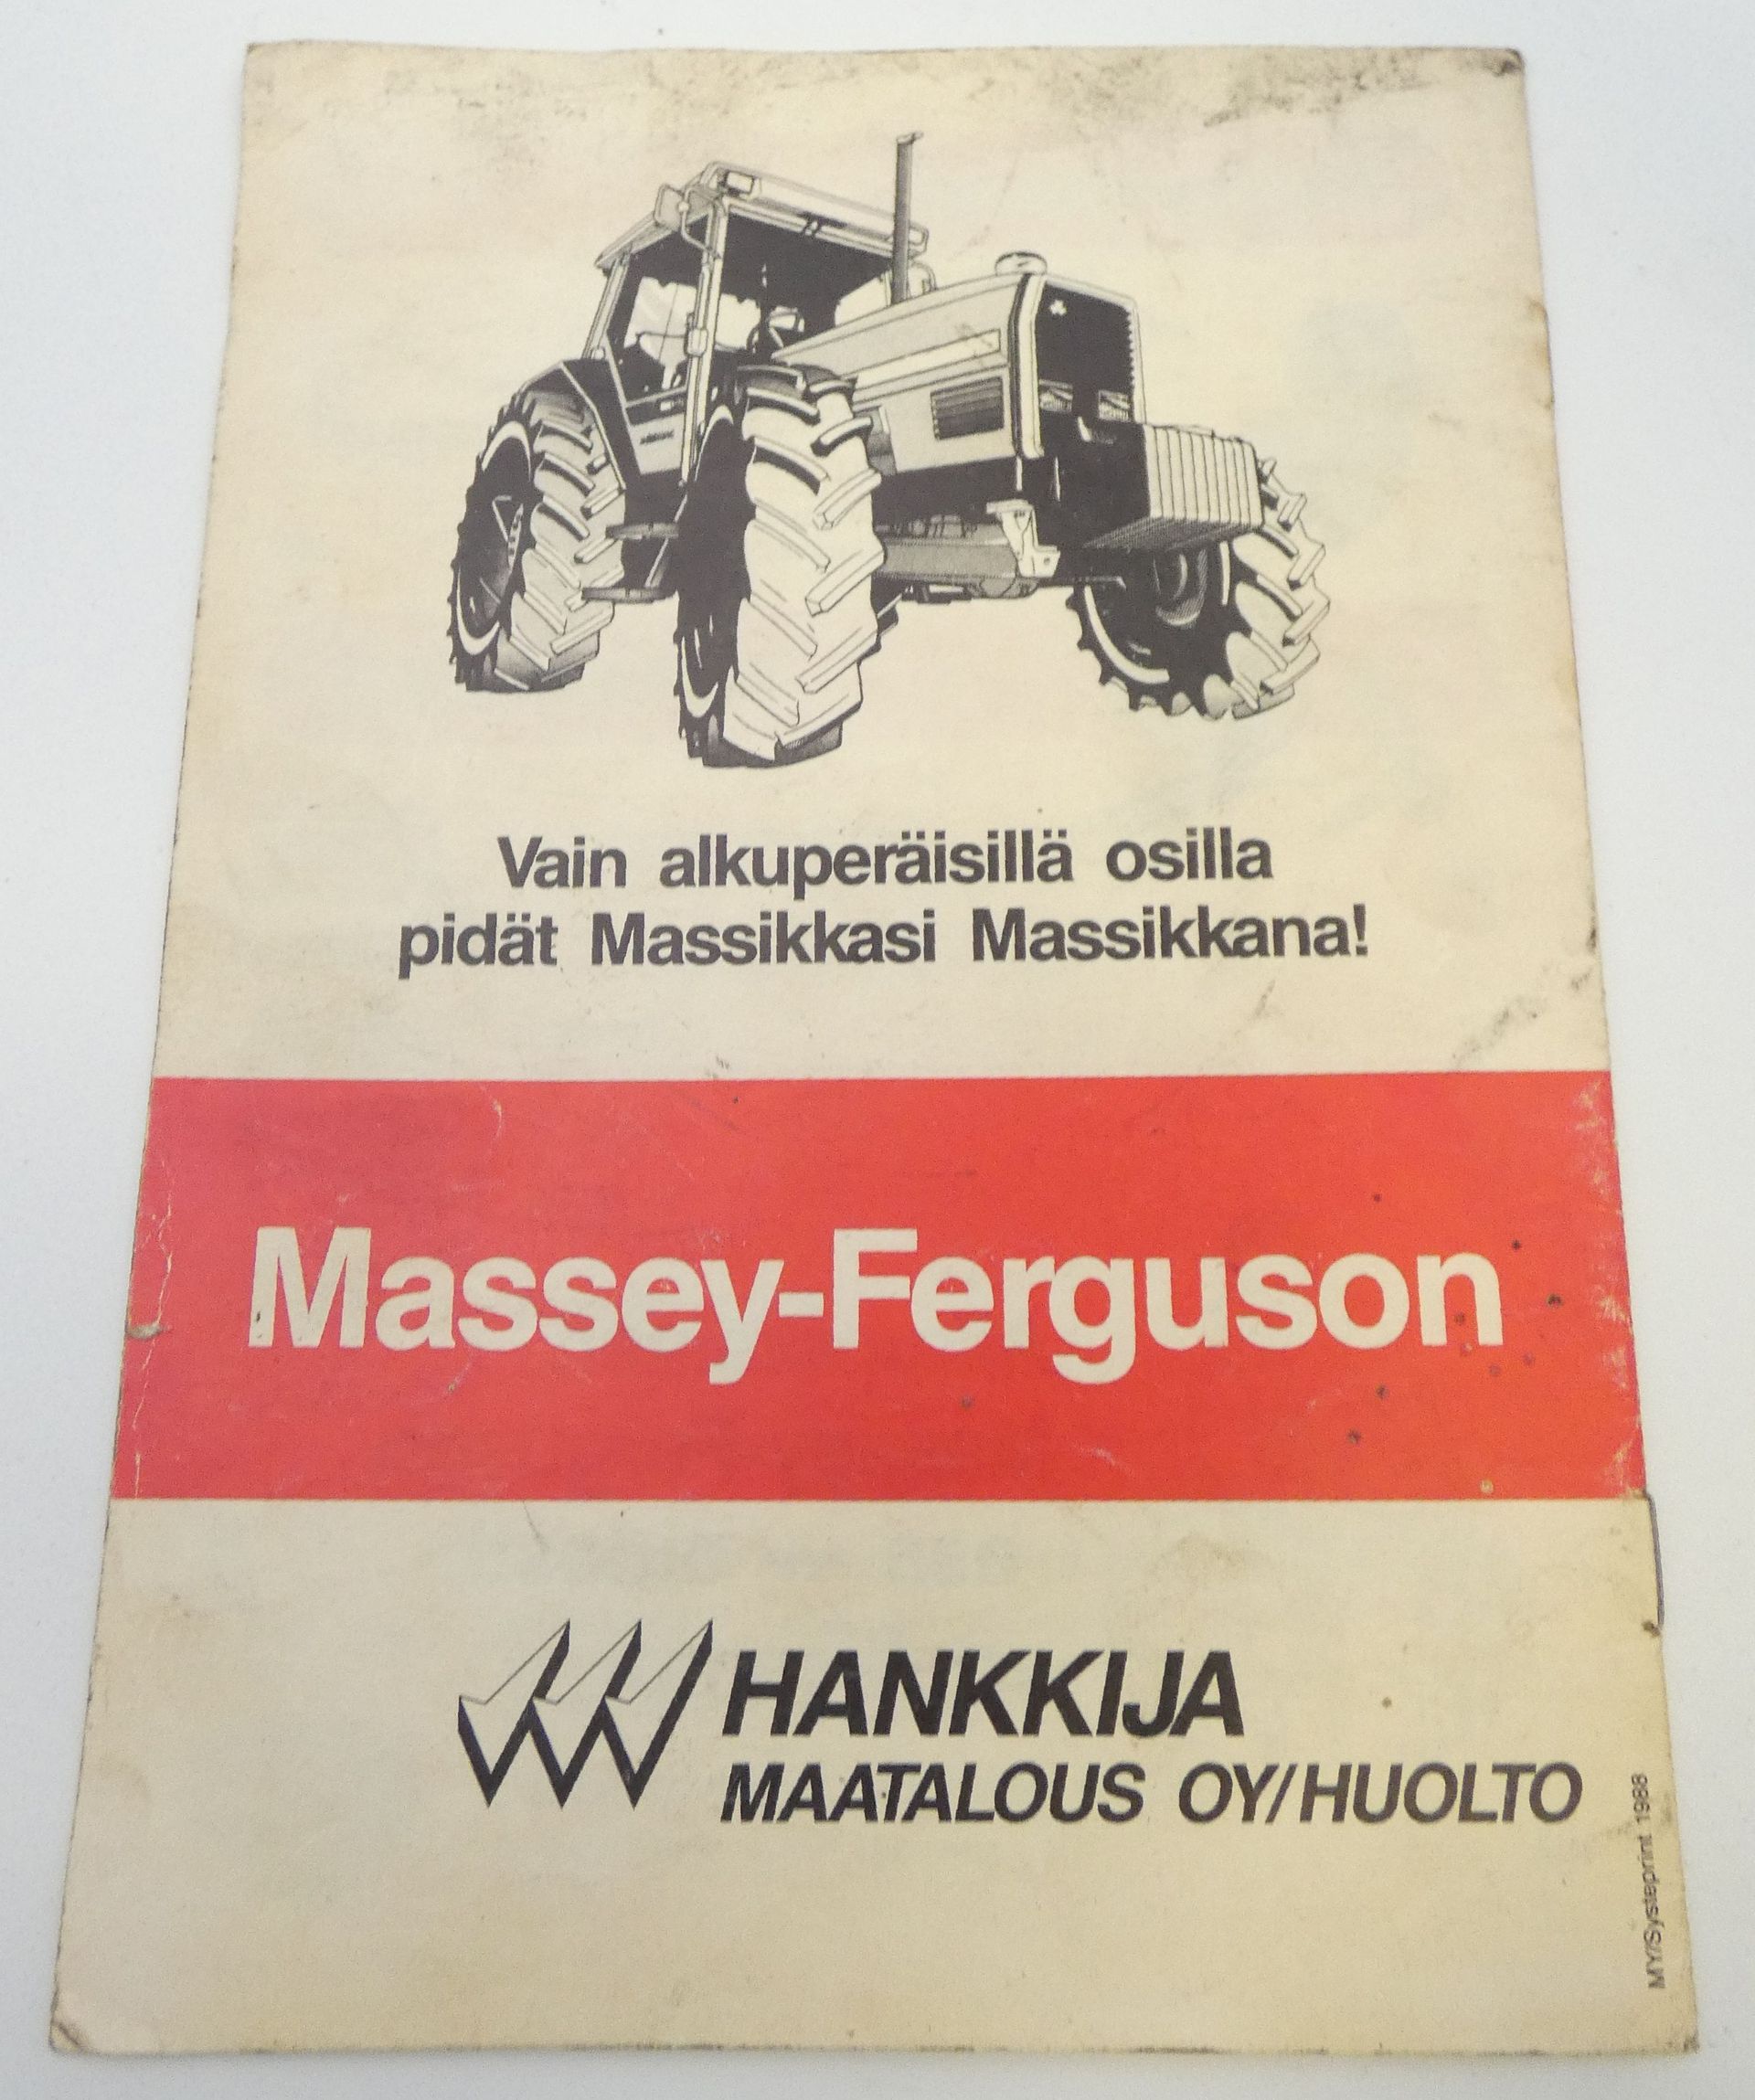 Vain alkuperäisillä osilla
pidät Massikkasi Massikkana!
Massey-Ferguson
HANKKIJA
MAATALOUS OY/HUOLTO
MY/Systeprint 1988